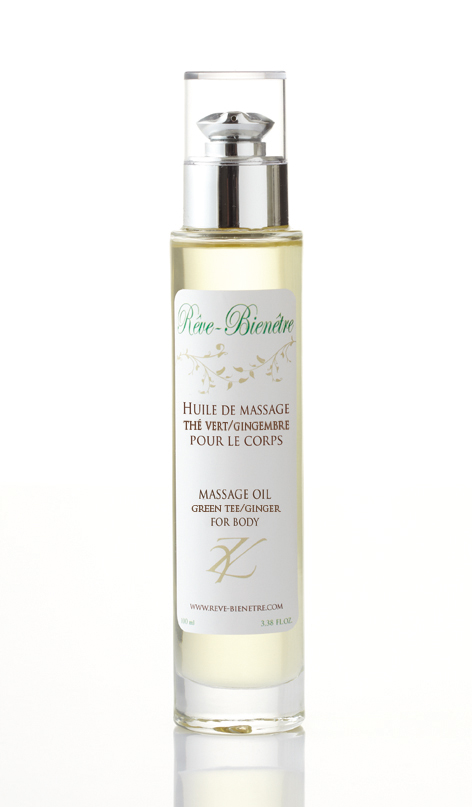 Rêve-Bienêtre
Huile de massage
thé vert/gingembre
pour le corps
MASSAGE OIL
GREEN TEE/GINGER
FOR BODY
WWW.REVE-BIENETRE.COM
100 ml 3,38 FL.OZ.